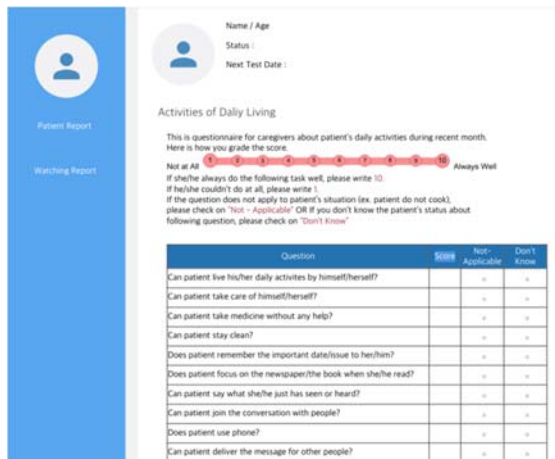 Name / Age
Status :
Next Test Date :
Patient Report
Watching Report
Activities of Daliy Living
This is questionnaire for caregivers about patient's daily activities during recent month.
Here is how you grade the score.
Not at All 1 2 3 4 5 6 7 8 9 10 Always Well
If she/he always do the following task well, please write 10.
If he/she couldn't do at all, please write 1.
If the question does not apply to patient's situation (ex. patient do not cook),
please check on "Not - Applicable" OR If you don't know the patient's status about
following question, please check on "Don't Know"
Question Score Not-Applicable Don't Know
Can patient live his/her daily activites by himself/herself?
Can patient take care of himself/herself?
Can patient take medicine without any help?
Can patient stay clean?
Does patient remember the important date/issue to her/him?
Does patient focus on the newspaper/the book when she/he read?
Can patient say what she/he just has seen or heard?
Can patient join the conversation with people?
Does patient use phone?
Can patient deliver the message for other people?